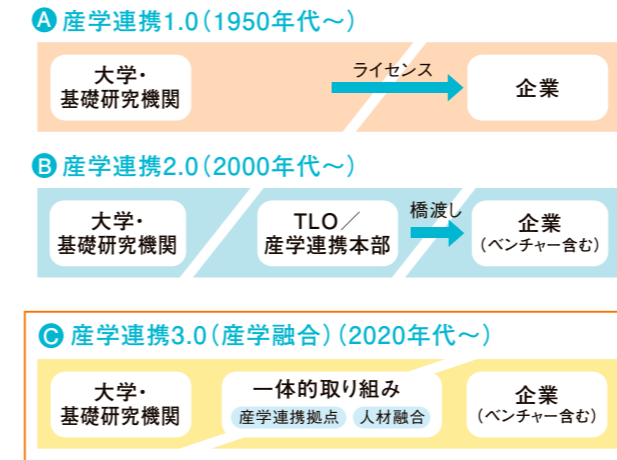 A 産学連携1.0(1950年代〜)
大学・
基礎研究機関
ライセンス
企業
B 産学連携2.0(2000年代〜)
大学・
基礎研究機関
TLO/
産学連携本部
橋渡し
企業
(ベンチャー含む)
C 産学連携3.0(産学融合)(2020年代〜)
大学・
基礎研究機関
一体的取り組み
産学連携拠点 人材融合
企業
(ベンチャー含む)